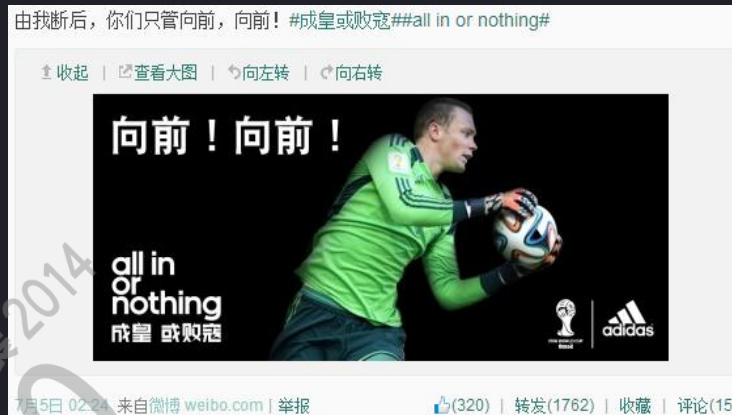 由我断后，你们只管向前，向前！#成皇或败寇##all in or nothing#
收起 | 查看大图 | 向左转 | 向右转
向前！向前！
all in
or
nothing
成皇 或败寇
adidas
7月5日 02:24 来自微博 weibo.com | 举报
(320) | 转发(1762) | 收藏 | 评论(15
2014